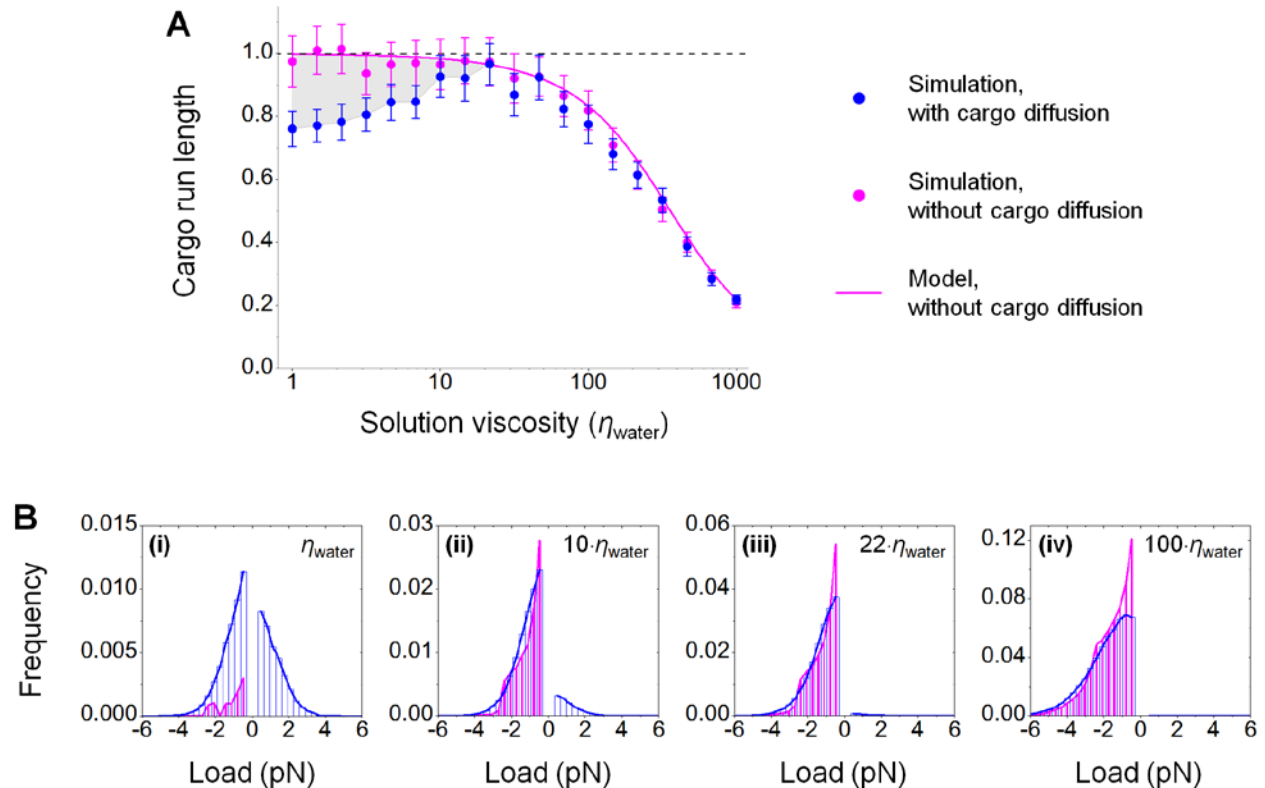 A
1.0
0.8
0.6
0.4
0.2
0.0
Cargo run length
1 10 100 1000
Solution viscosity (ηwater)
Simulation,
with cargo diffusion
Simulation,
without cargo diffusion
Model,
without cargo diffusion
B
Frequency
(i) ηwater
0.015
0.010
0.005
0.000
-6 -4 -2 0 2 4 6
Load (pN)
(ii) 10·ηwater
0.03
0.02
0.01
0.00
-6 -4 -2 0 2 4 6
Load (pN)
(iii) 22·ηwater
0.06
0.04
0.02
0.00
-6 -4 -2 0 2 4 6
Load (pN)
(iv) 100·ηwater
0.12
0.08
0.04
0.00
-6 -4 -2 0 2 4 6
Load (pN)